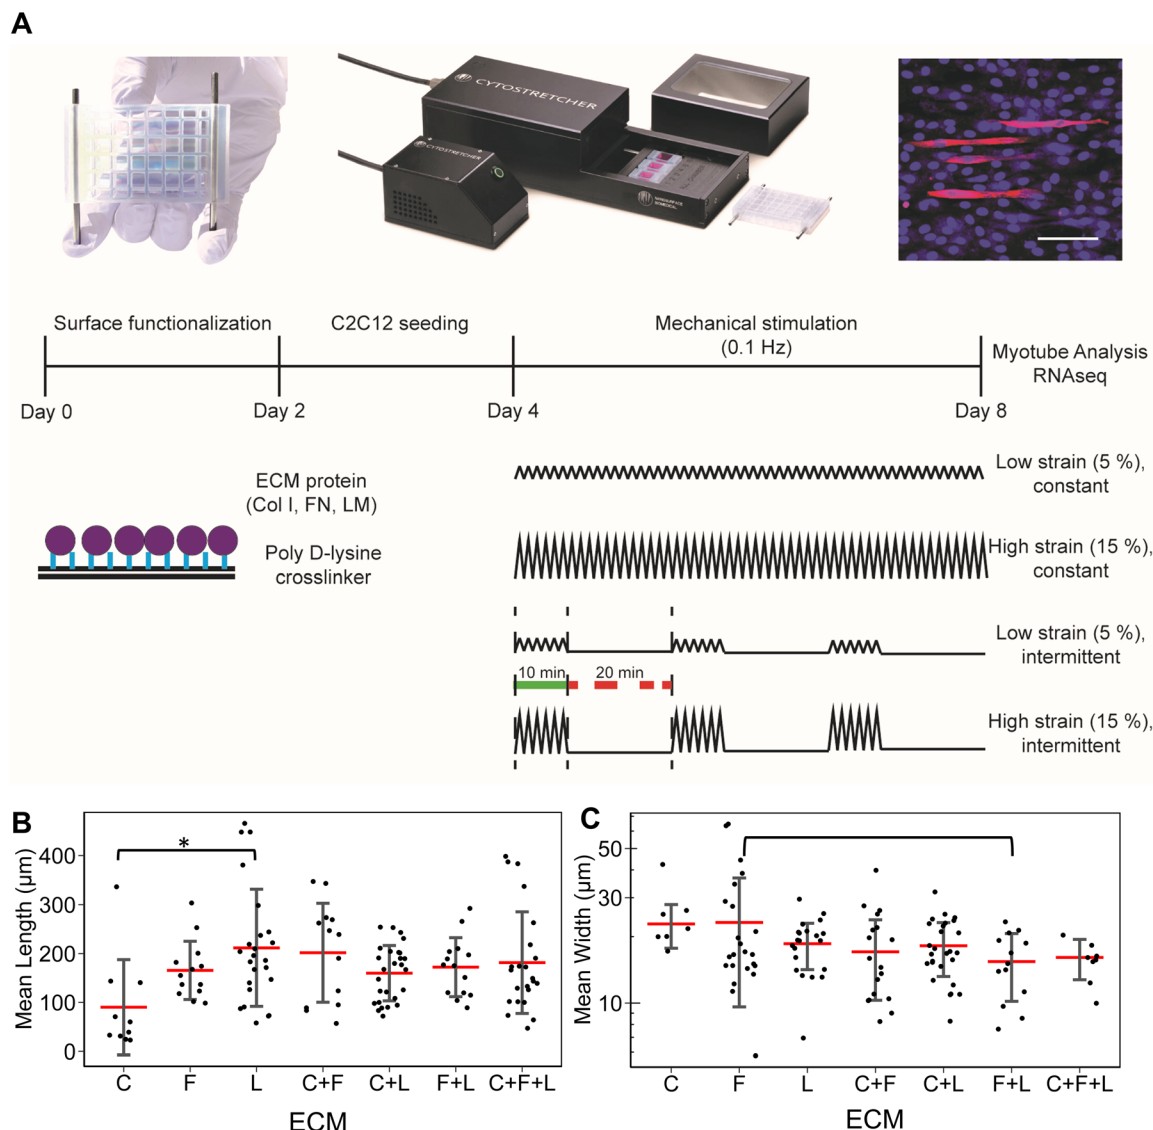 A
CYTOSTRETCHER
CYTOSTRETCHER
NANOSURFACE
BIOMEDICAL
Surface functionalization
C2C12 seeding
Mechanical stimulation
(0.1 Hz)
Myotube Analysis
RNAseq
Day 0
Day 2
Day 4
Day 8
ECM protein
(Col I, FN, LM)
Poly D-lysine
crosslinker
Low strain (5 %),
constant
High strain (15 %),
constant
Low strain (5 %),
intermittent
10 min
20 min
High strain (15 %),
intermittent
B
Mean Length (µm)
400
300
200
100
0
*
C
F
L
C+F
C+L
F+L
C+F+L
ECM
C
Mean Width (µm)
50
30
10
C
F
L
C+F
C+L
F+L
C+F+L
ECM